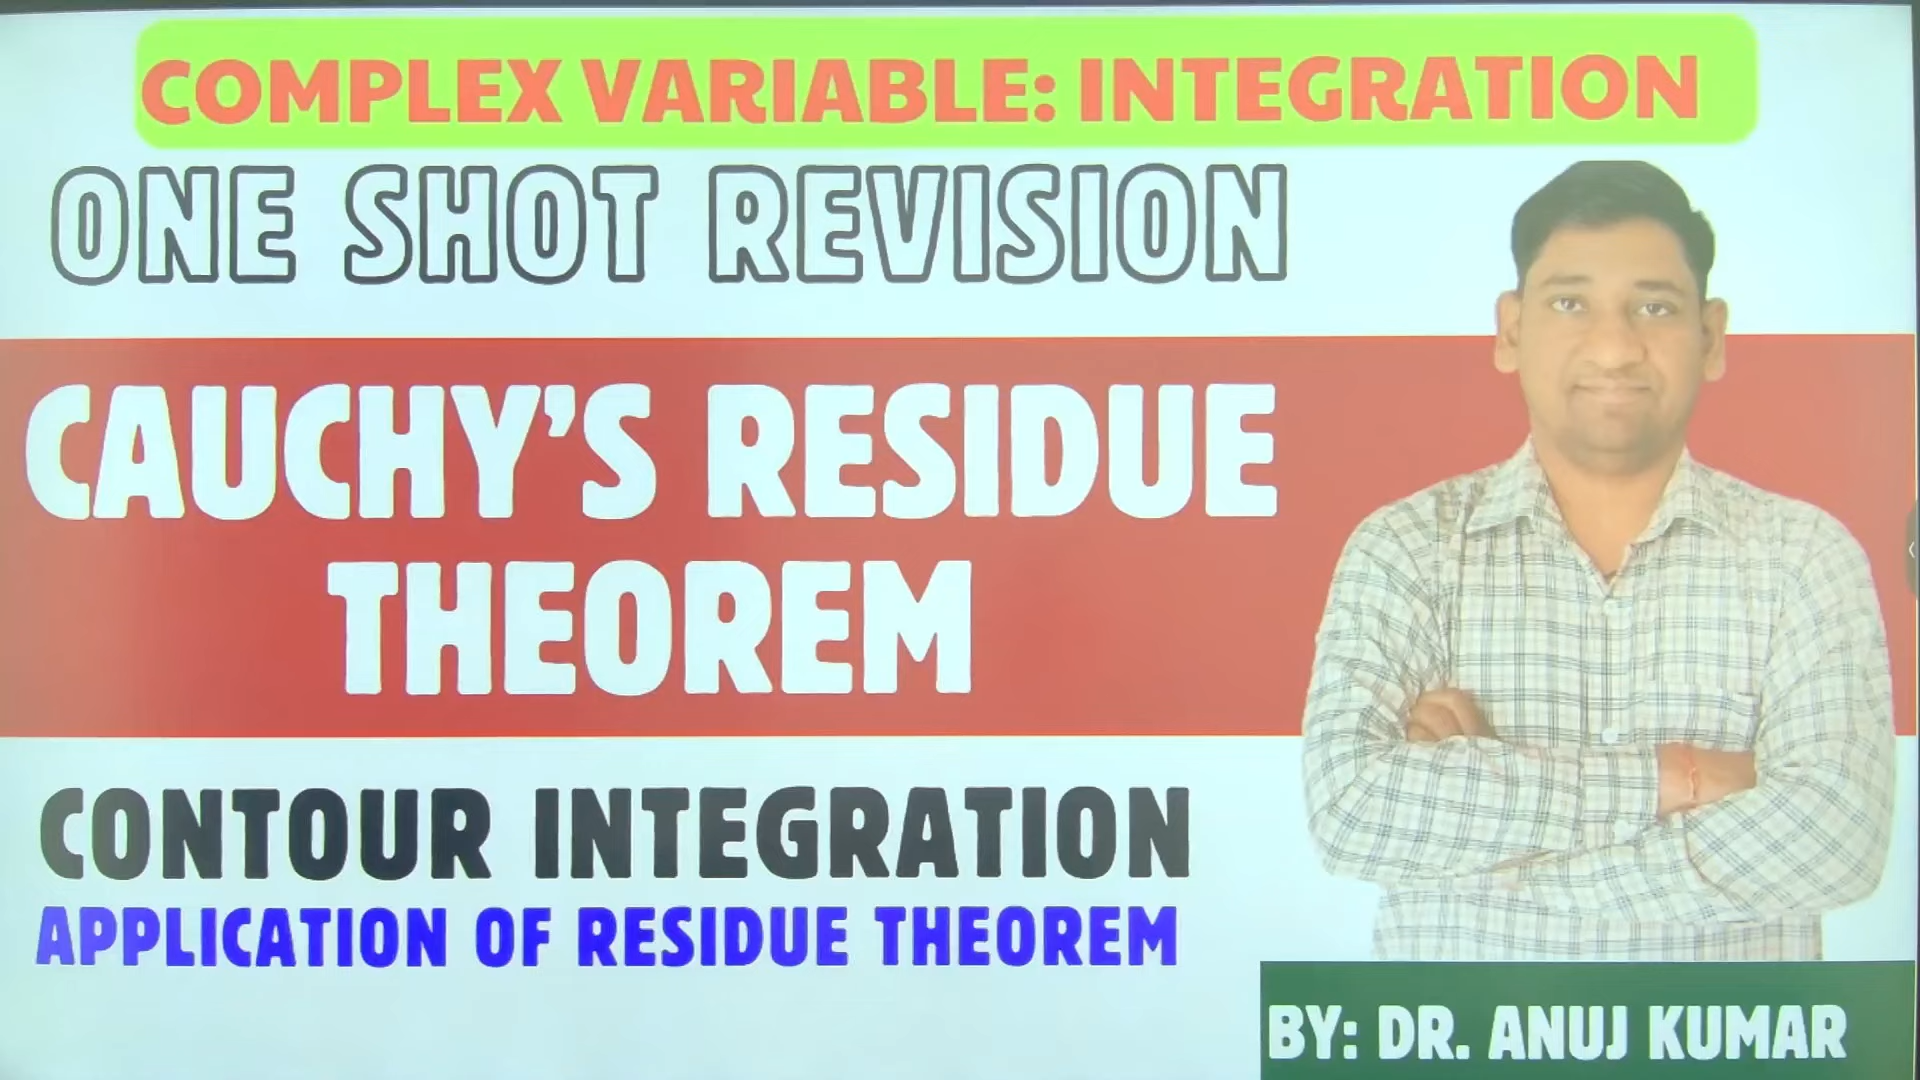 COMPLEX VARIABLE: INTEGRATION
ONE SHOT REVISION
CAUCHY'S RESIDUE
THEOREM
CONTOUR INTEGRATION
APPLICATION OF RESIDUE THEOREM
BY: DR. ANUJ KUMAR